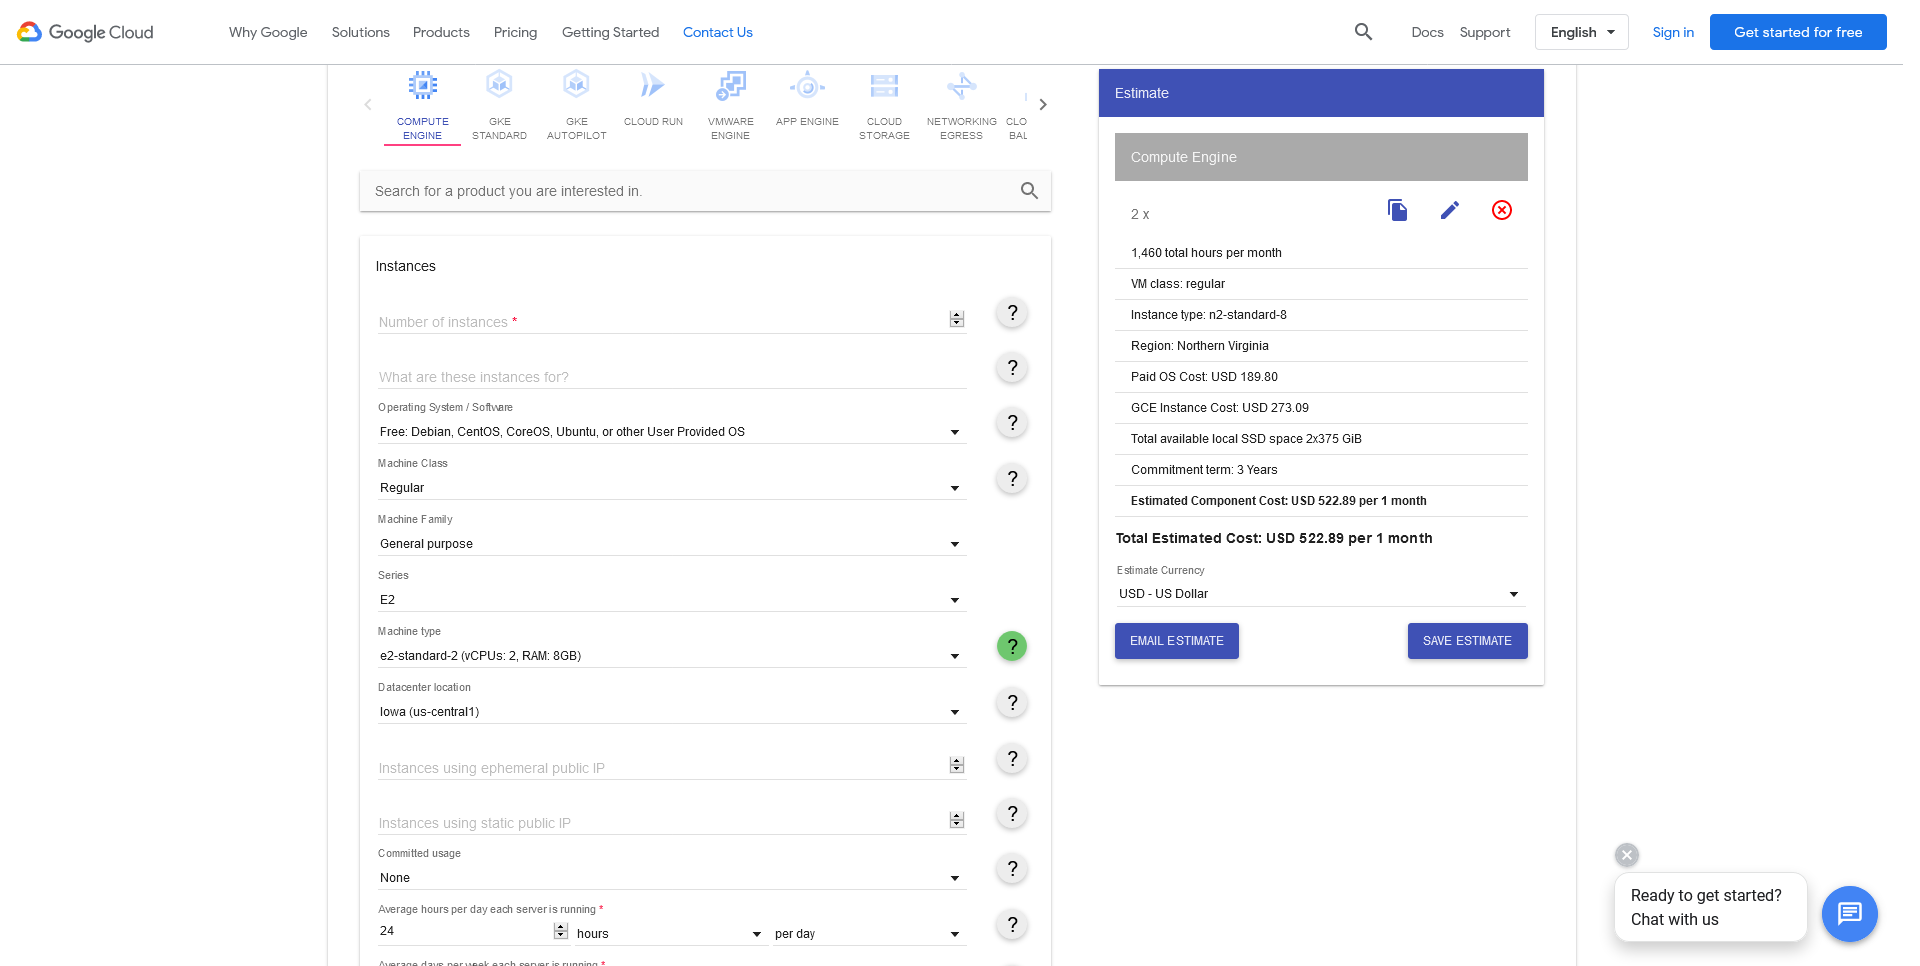 Google Cloud
Why Google
Solutions
Products
Pricing
Getting Started
Contact Us
Docs
Support
English
Sign in
Get started for free
COMPUTE
ENGINE
GKE
STANDARD
GKE
AUTOPILOT
CLOUD RUN
VMWARE
ENGINE
APP ENGINE
CLOUD
STORAGE
NETWORKING
EGRESS
CLO
BAL
Search for a product you are interested in.
Instances
Number of instances *
?
What are these instances for?
?
Operating System / Software
Free: Debian, CentOS, CoreOS, Ubuntu, or other User Provided OS
?
Machine Class
Regular
?
Machine Family
General purpose
Series
E2
Machine type
e2-standard-2 (vCPUs: 2, RAM: 8GB)
?
Datacenter location
Iowa (us-central1)
?
Instances using ephemeral public IP
?
Instances using static public IP
?
Committed usage
None
?
Average hours per day each server is running *
24
hours
per day
?
Average days per week each server is running *
Estimate
Compute Engine
2 x
1,460 total hours per month
VM class: regular
Instance type: n2-standard-8
Region: Northern Virginia
Paid OS Cost: USD 189.80
GCE Instance Cost: USD 273.09
Total available local SSD space 2x375 GiB
Commitment term: 3 Years
Estimated Component Cost: USD 522.89 per 1 month
Total Estimated Cost: USD 522.89 per 1 month
Estimate Currency
USD - US Dollar
EMAIL ESTIMATE
SAVE ESTIMATE
Ready to get started?
Chat with us